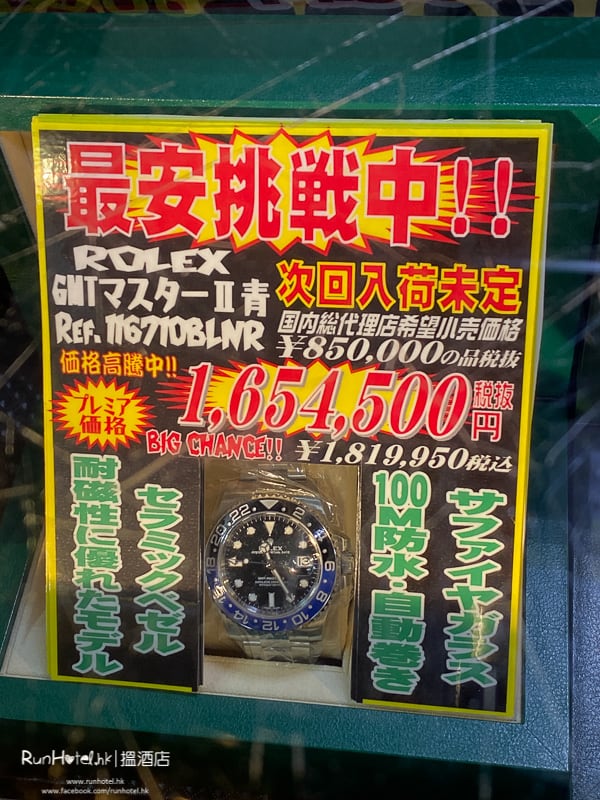 最安挑戦中!!
ROLEX
GMTマスターⅡ青
REF. 116710BLNR
次回入荷未定
国内総代理店希望小売価格
¥850,000の品税抜
価格高騰中!!
プレミア
価格
1,654,500税抜
円
BIG CHANCE!!
¥1,819,950税込
セラミックベゼル
耐磁性に優れたモデル
サファイヤガラス
100M防水・自動巻き
ROLEX
RunHotel.hk|搵酒店
www.runhotel.hk
www.facebook.com/runhotel.hk